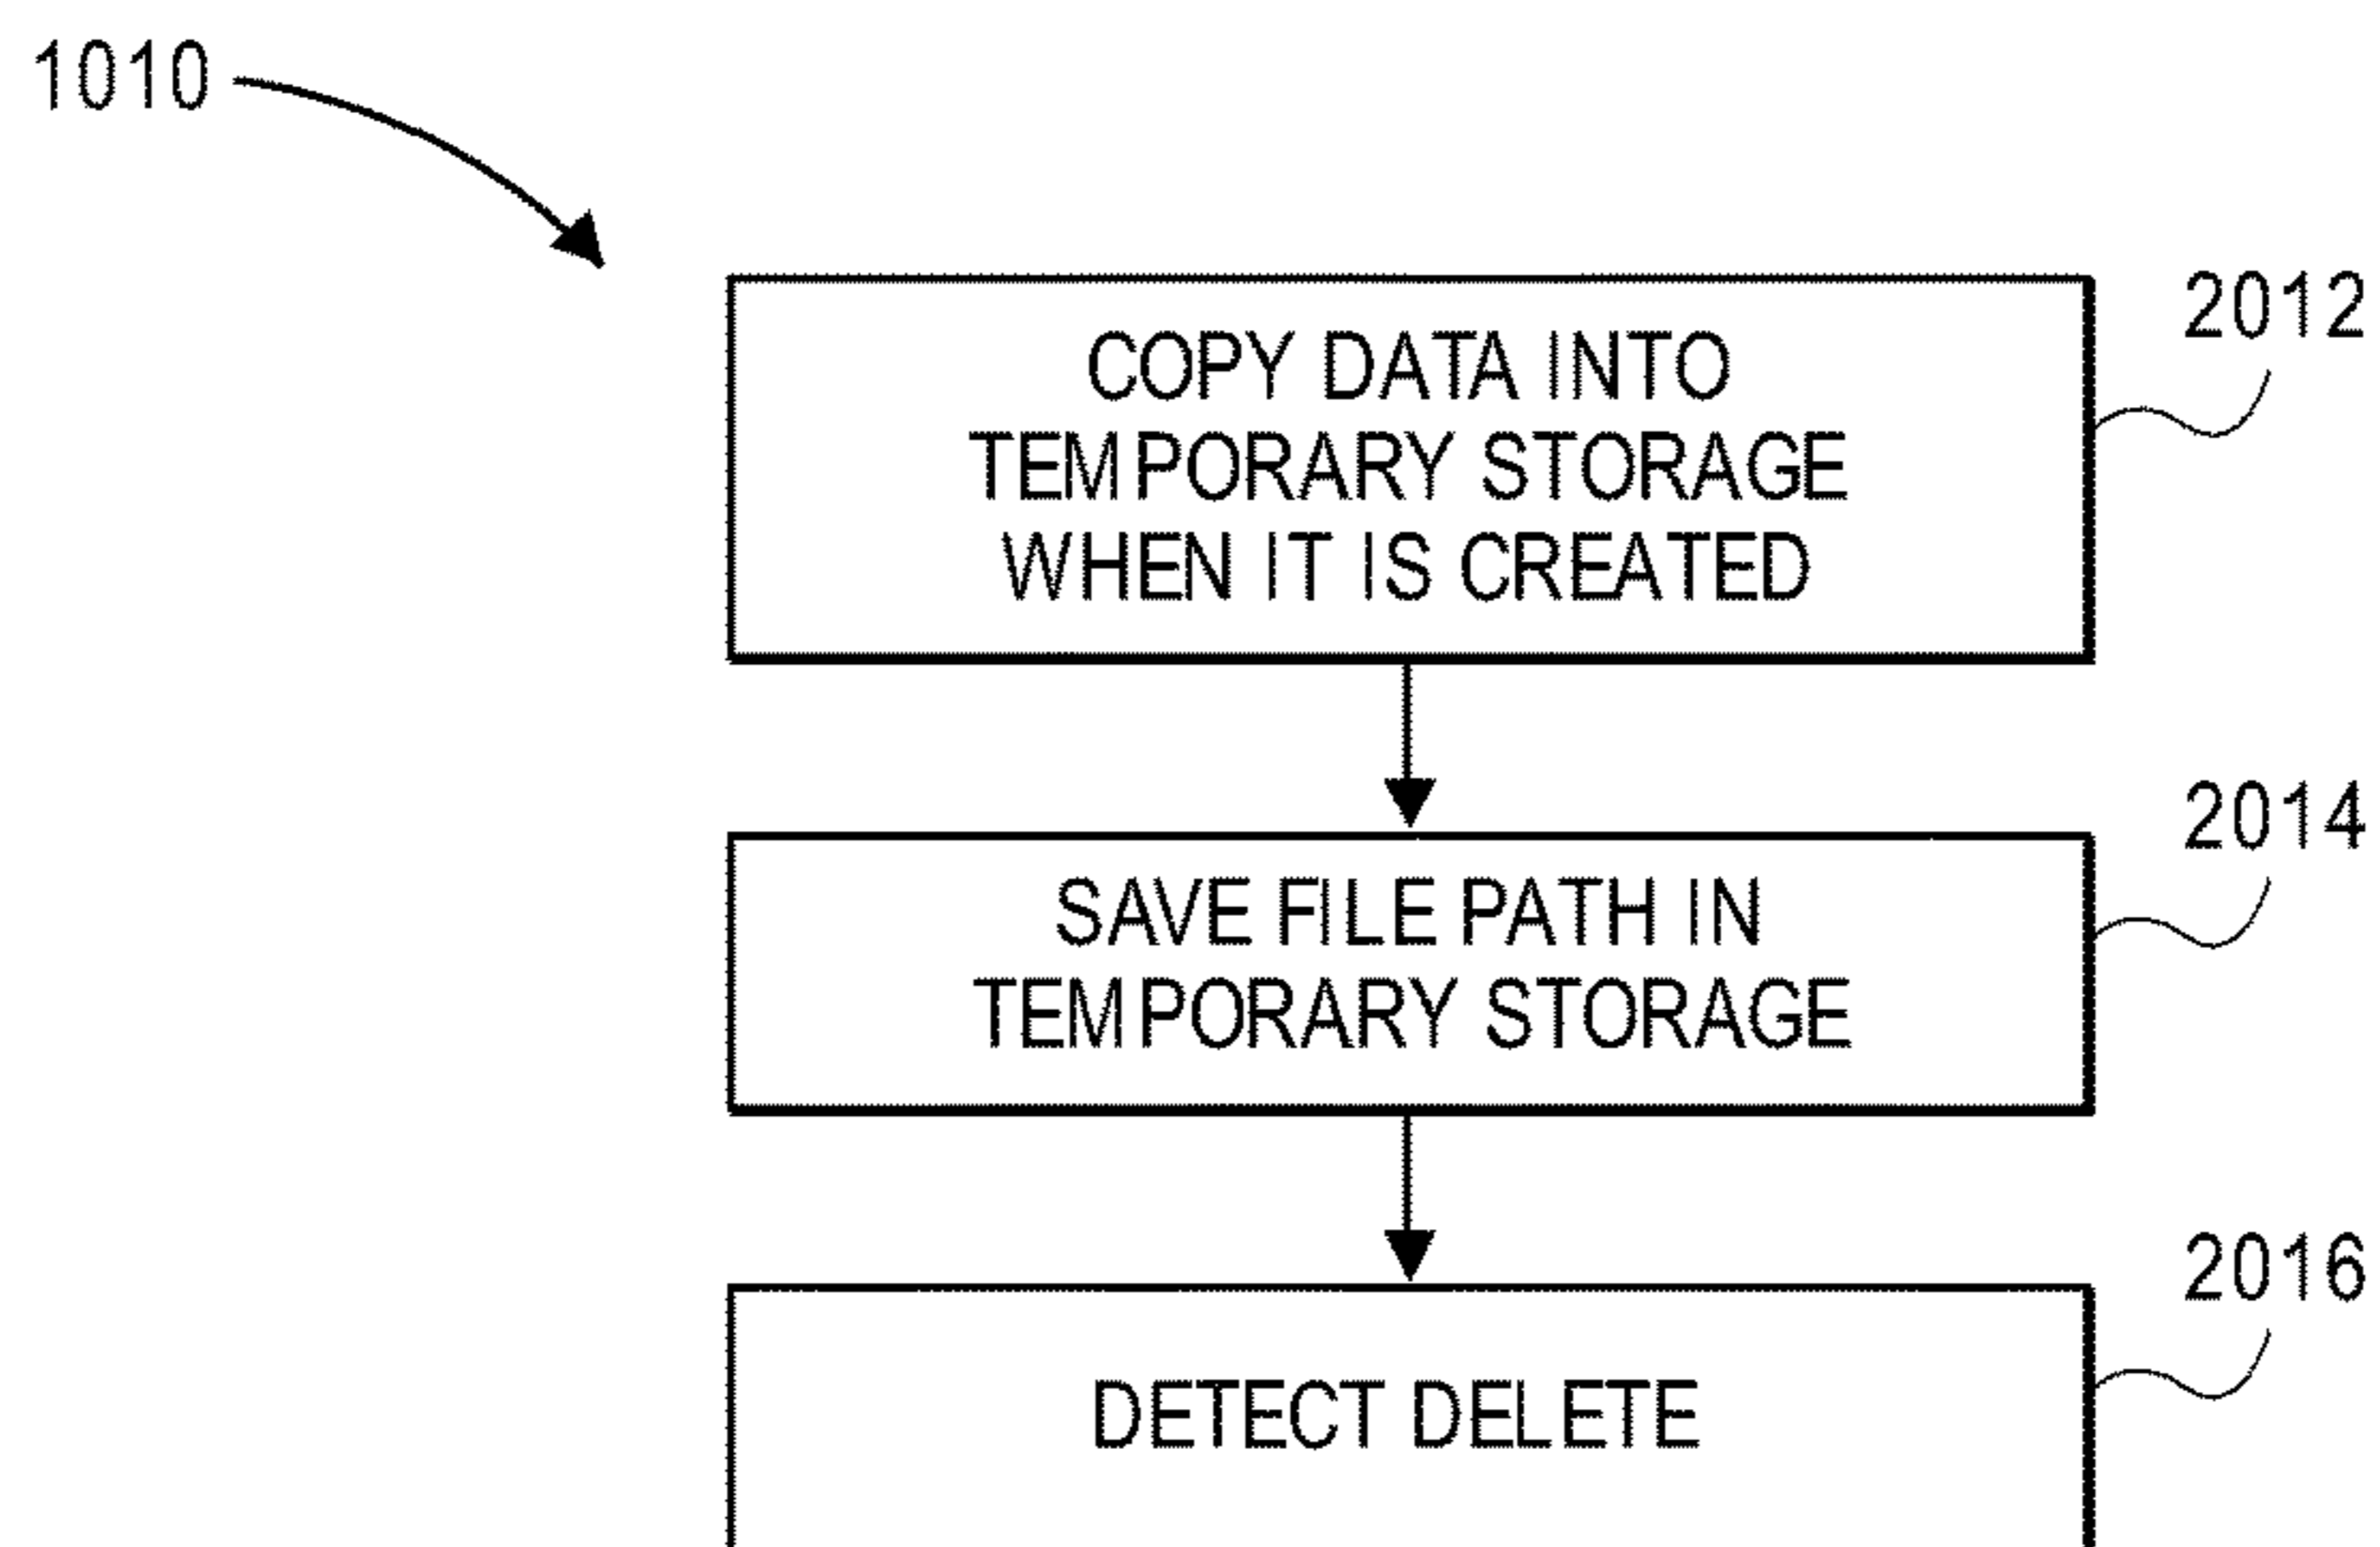 1010
2012
COPY DATA INTO
TEMPORARY STORAGE
WHEN IT IS CREATED
2014
SAVE FILE PATH IN
TEMPORARY STORAGE
2016
DETECT DELETE